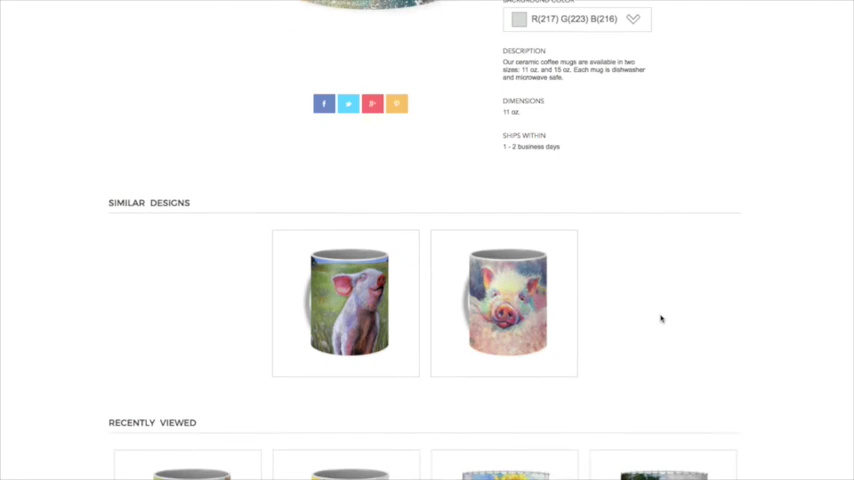 BACKGROUND COLOR
R(217) G(223) B(216)
DESCRIPTION
Our ceramic coffee mugs are available in two
sizes: 11 oz. and 15 oz. Each mug is dishwasher
and microwave safe.
DIMENSIONS
11 oz.
SHIPS WITHIN
1 - 2 business days
SIMILAR DESIGNS
RECENTLY VIEWED